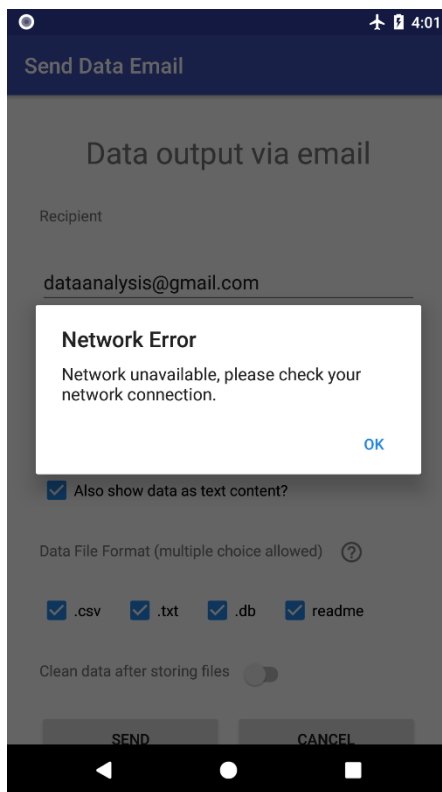 4:01
Send Data Email
Data output via email
Recipient
dataanalysis@gmail.com
Network Error
Network unavailable, please check your
network connection.
OK
Also show data as text content?
Data File Format (multiple choice allowed) ?
.csv .txt .db readme
Clean data after storing files
SEND CANCEL